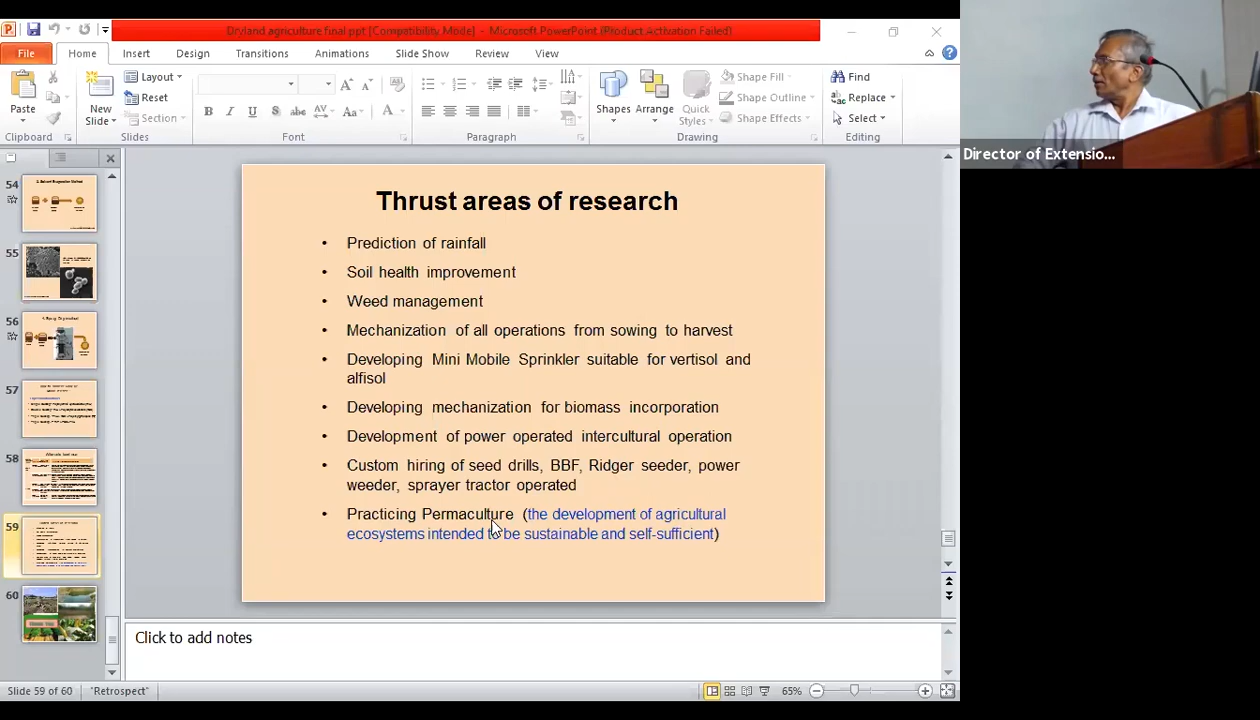 Dryland agriculture final.ppt [Compatibility Mode] - Microsoft PowerPoint (Product Activation Failed)
File Home Insert Design Transitions Animations Slide Show Review View
Paste
New
Slide
Layout
Reset
Section
Shapes
Arrange
Quick
Styles
Shape Fill
Shape Outline
Shape Effects
Find
Replace
Select
Clipboard Slides Font Paragraph Drawing Editing
Director of Extensio...
54
55
56
57
58
59
60
Thrust areas of research
• Prediction of rainfall
• Soil health improvement
• Weed management
• Mechanization of all operations from sowing to harvest
• Developing Mini Mobile Sprinkler suitable for vertisol and
alfisol
• Developing mechanization for biomass incorporation
• Development of power operated intercultural operation
• Custom hiring of seed drills, BBF, Ridger seeder, power
weeder, sprayer tractor operated
• Practicing Permaculture (the development of agricultural
ecosystems intended to be sustainable and self-sufficient)
Click to add notes
Slide 59 of 60 "Retrospect" 65%